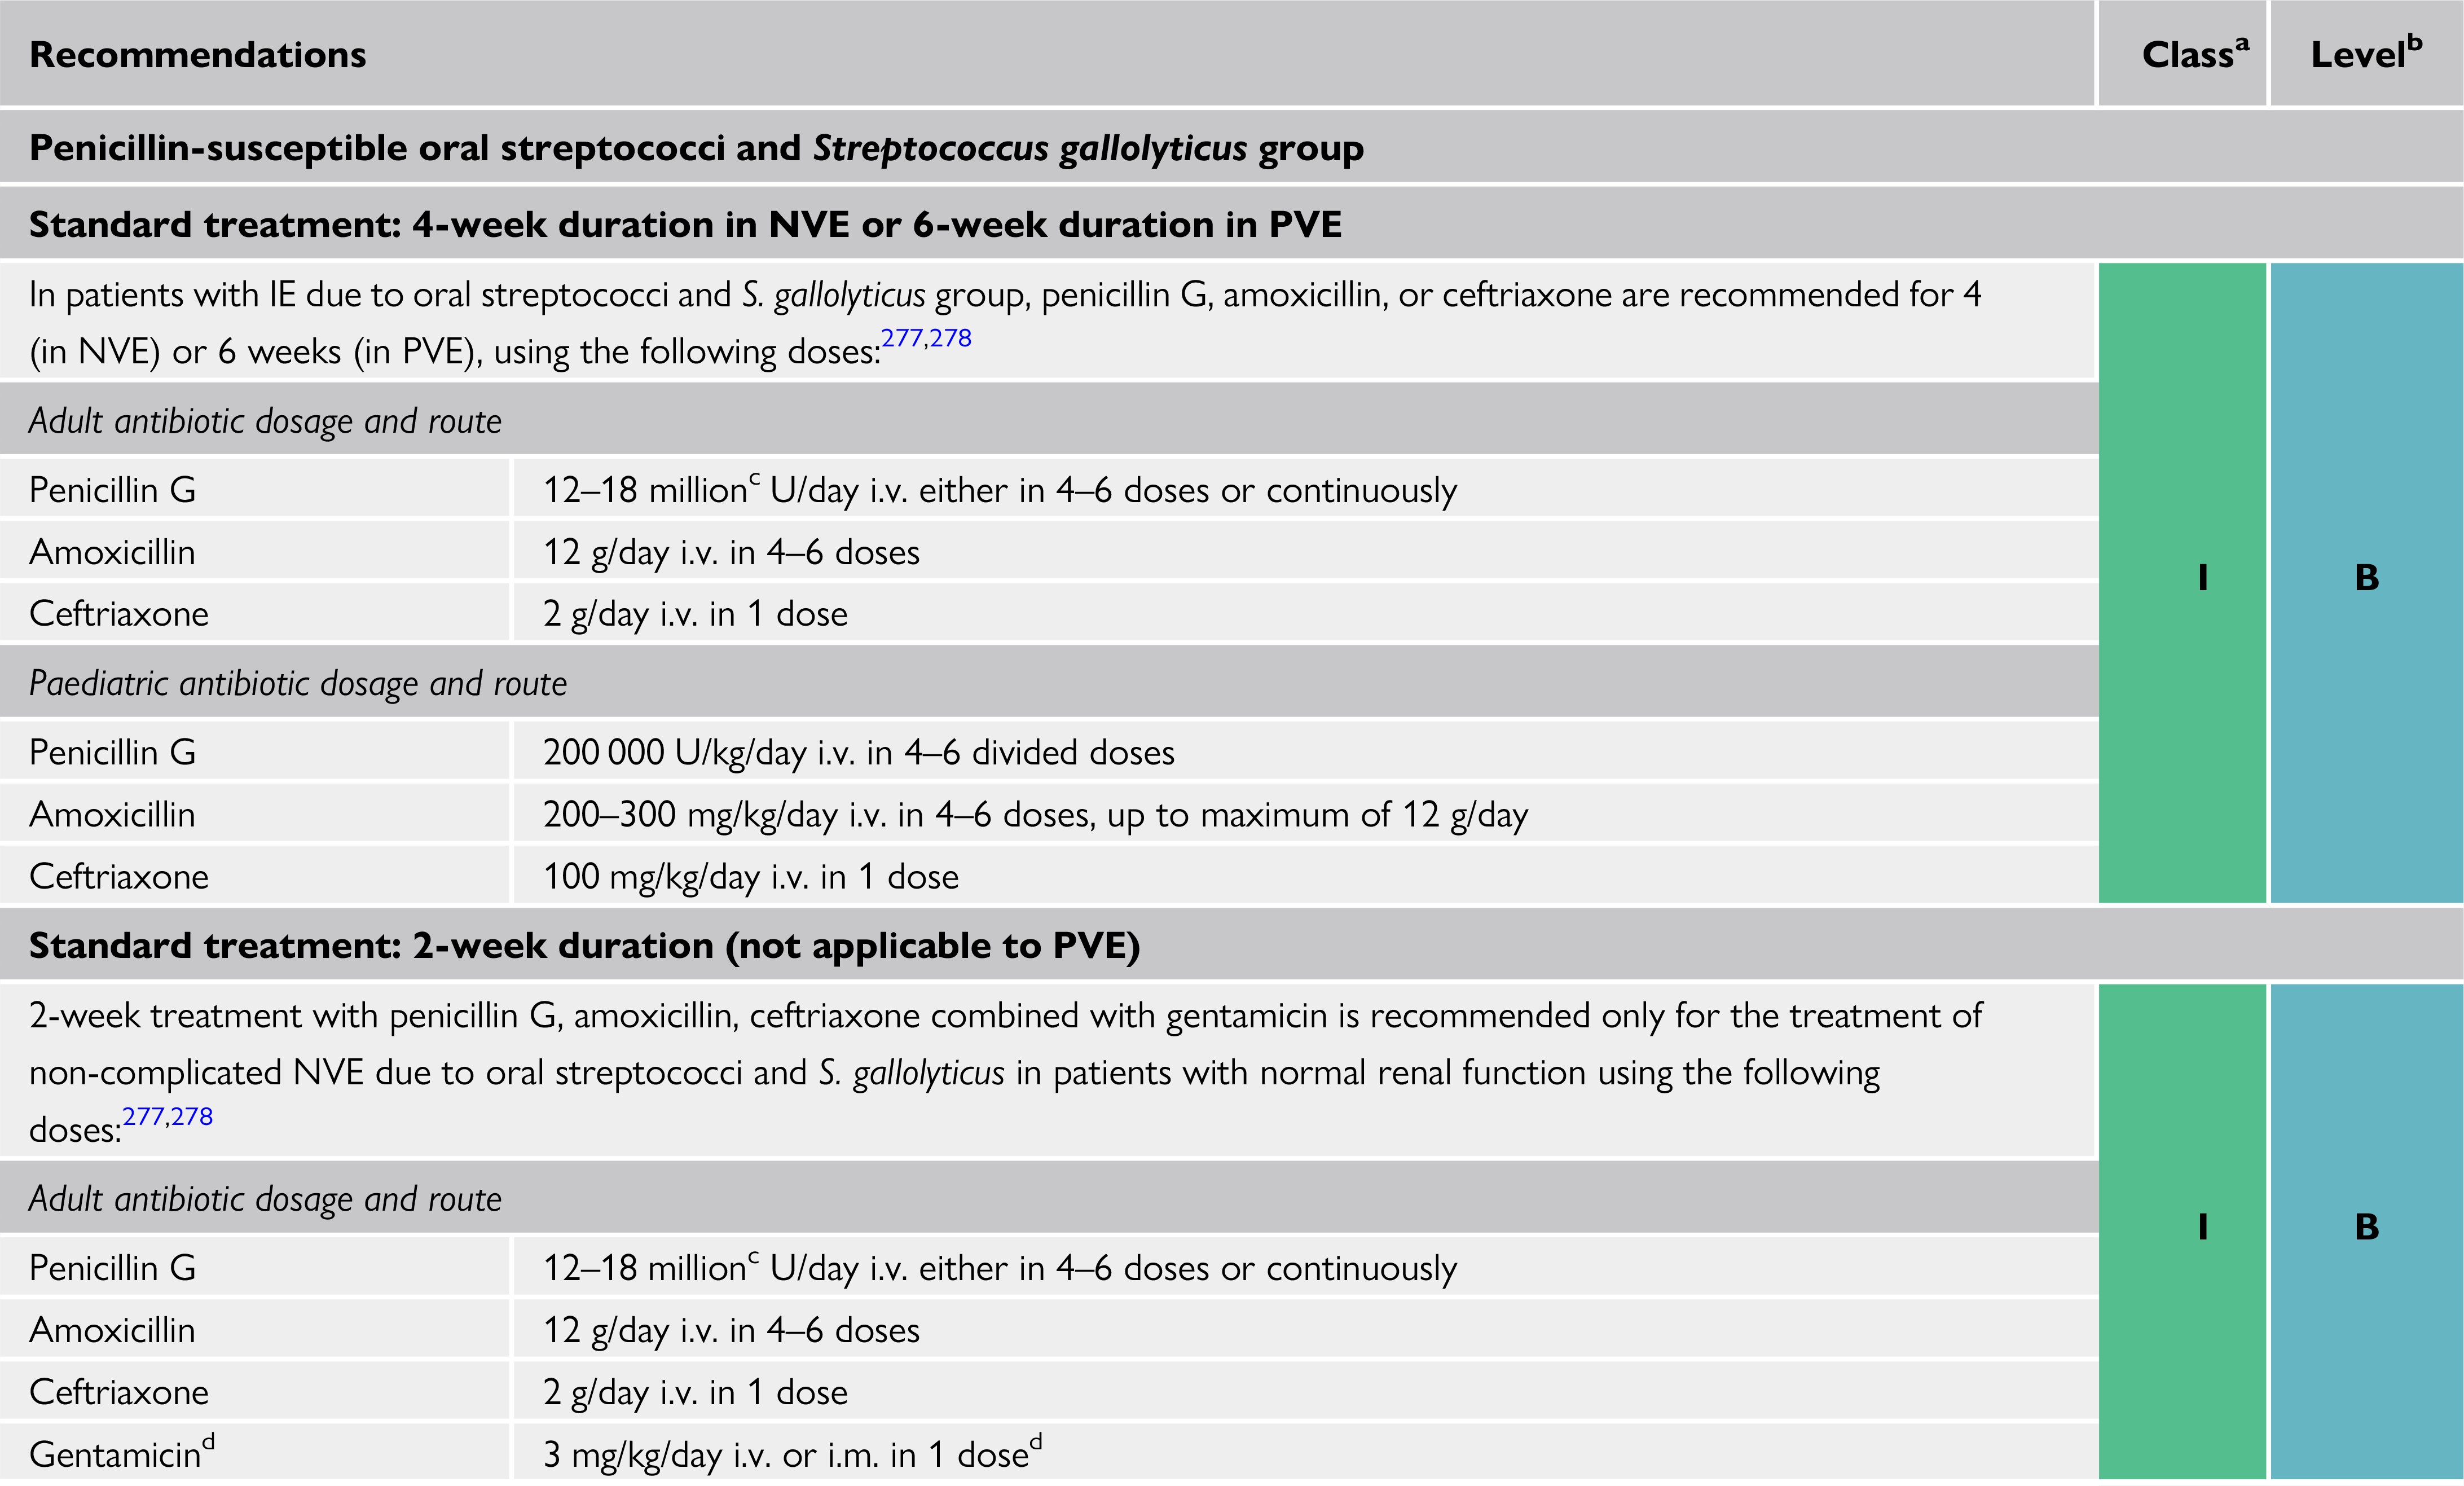 Recommendations Classᵃ Levelᵇ
Penicillin-susceptible oral streptococci and Streptococcus gallolyticus group
Standard treatment: 4-week duration in NVE or 6-week duration in PVE
In patients with IE due to oral streptococci and S. gallolyticus group, penicillin G, amoxicillin, or ceftriaxone are recommended for 4
(in NVE) or 6 weeks (in PVE), using the following doses:277,278
Adult antibiotic dosage and route
Penicillin G 12–18 millionᶜ U/day i.v. either in 4–6 doses or continuously
Amoxicillin 12 g/day i.v. in 4–6 doses
I B
Ceftriaxone 2 g/day i.v. in 1 dose
Paediatric antibiotic dosage and route
Penicillin G 200 000 U/kg/day i.v. in 4–6 divided doses
Amoxicillin 200–300 mg/kg/day i.v. in 4–6 doses, up to maximum of 12 g/day
Ceftriaxone 100 mg/kg/day i.v. in 1 dose
Standard treatment: 2-week duration (not applicable to PVE)
2-week treatment with penicillin G, amoxicillin, ceftriaxone combined with gentamicin is recommended only for the treatment of
non-complicated NVE due to oral streptococci and S. gallolyticus in patients with normal renal function using the following
doses:277,278
Adult antibiotic dosage and route
I B
Penicillin G 12–18 millionᶜ U/day i.v. either in 4–6 doses or continuously
Amoxicillin 12 g/day i.v. in 4–6 doses
Ceftriaxone 2 g/day i.v. in 1 dose
Gentamicinᵈ 3 mg/kg/day i.v. or i.m. in 1 doseᵈ